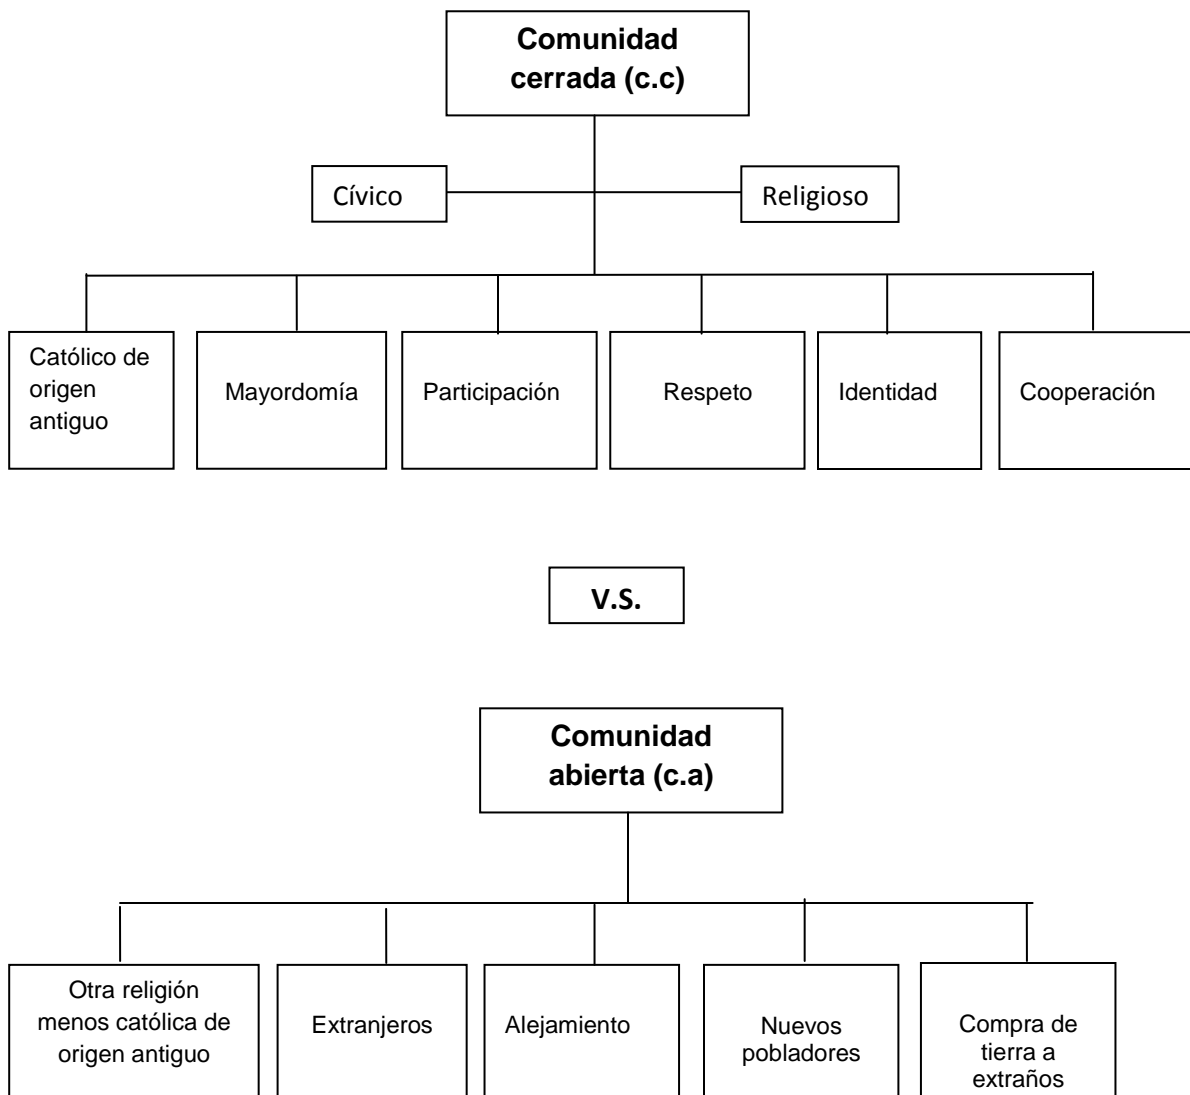 Comunidad
cerrada (c.c)
Cívico
Religioso
Católico de
origen
antiguo
Mayordomía
Participación
Respeto
Identidad
Cooperación
V.S.
Comunidad
abierta (c.a)
Otra religión
menos católica de
origen antiguo
Extranjeros
Alejamiento
Nuevos
pobladores
Compra de
tierra a
extraños